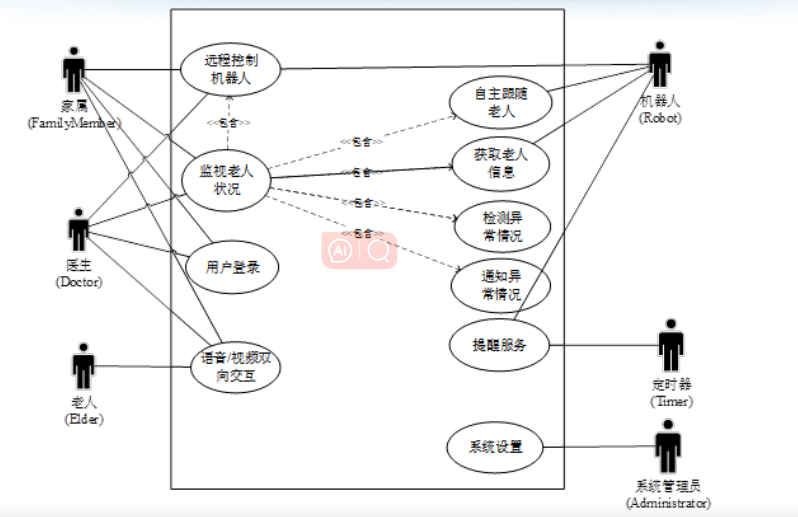 远程控制
机器人
家属
(FamilyMember)
自主跟随
老人
机器人
(Robot)
<<包含>>
<<包含>>
监视老人
状况
<<包含>>
获取老人
信息
<<包含>>
检测异
常情况
<<包含>>
医生
(Doctor)
用户登录
AI
通知异
常情况
语音/视频双
向交互
提醒服务
老人
(Elder)
定时器
(Timer)
系统设置
系统管理员
(Administrator)